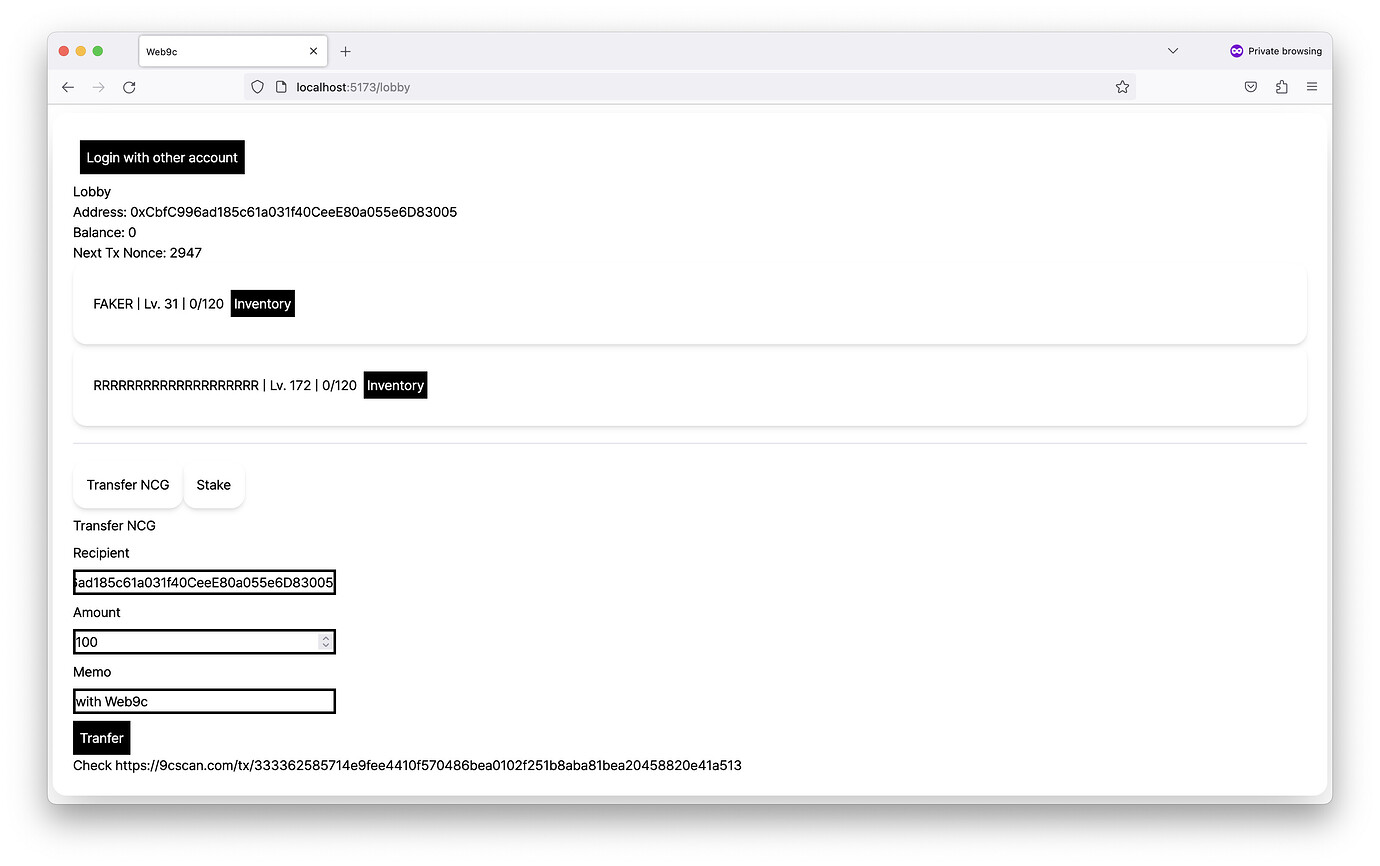 Web9c
Private browsing
localhost:5173/lobby
Login with other account
Lobby
Address: 0xCbfC996ad185c61a031f40CeeE80a055e6D83005
Balance: 0
Next Tx Nonce: 2947
FAKER | Lv. 31 | 0/120 Inventory
RRRRRRRRRRRRRRRRRRRR | Lv. 172 | 0/120 Inventory
Transfer NCG Stake
Transfer NCG
Recipient
ad185c61a031f40CeeE80a055e6D83005
Amount
100
Memo
with Web9c
Tranfer
Check https://9cscan.com/tx/333362585714e9fee4410f570486bea0102f251b8aba81bea20458820e41a513